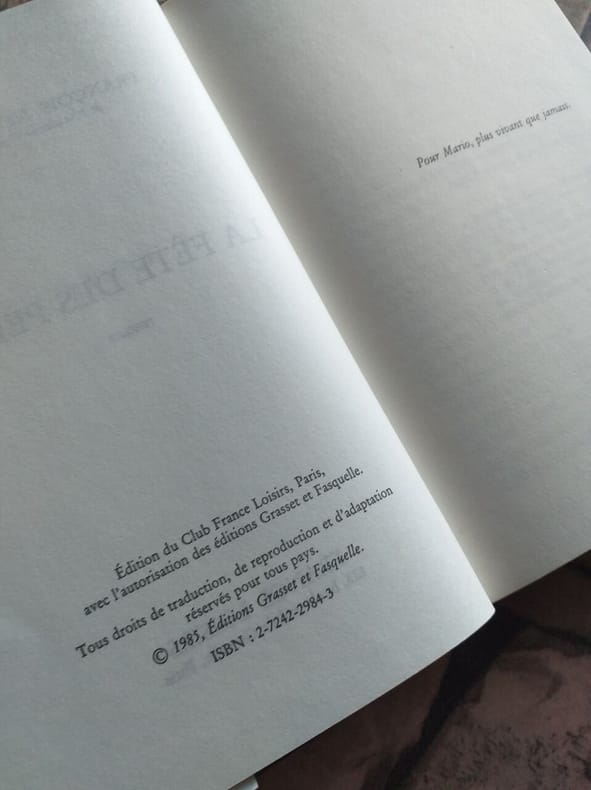 Édition du Club France Loisirs, Paris,
avec l'autorisation des éditions Grasset et Fasquelle.
Tous droits de traduction, de reproduction et d'adaptation
réservés pour tous pays.
© 1985, Éditions Grasset et Fasquelle.
ISBN : 2-7242-2984-3
Pour Mario, plus vivant que jamais.